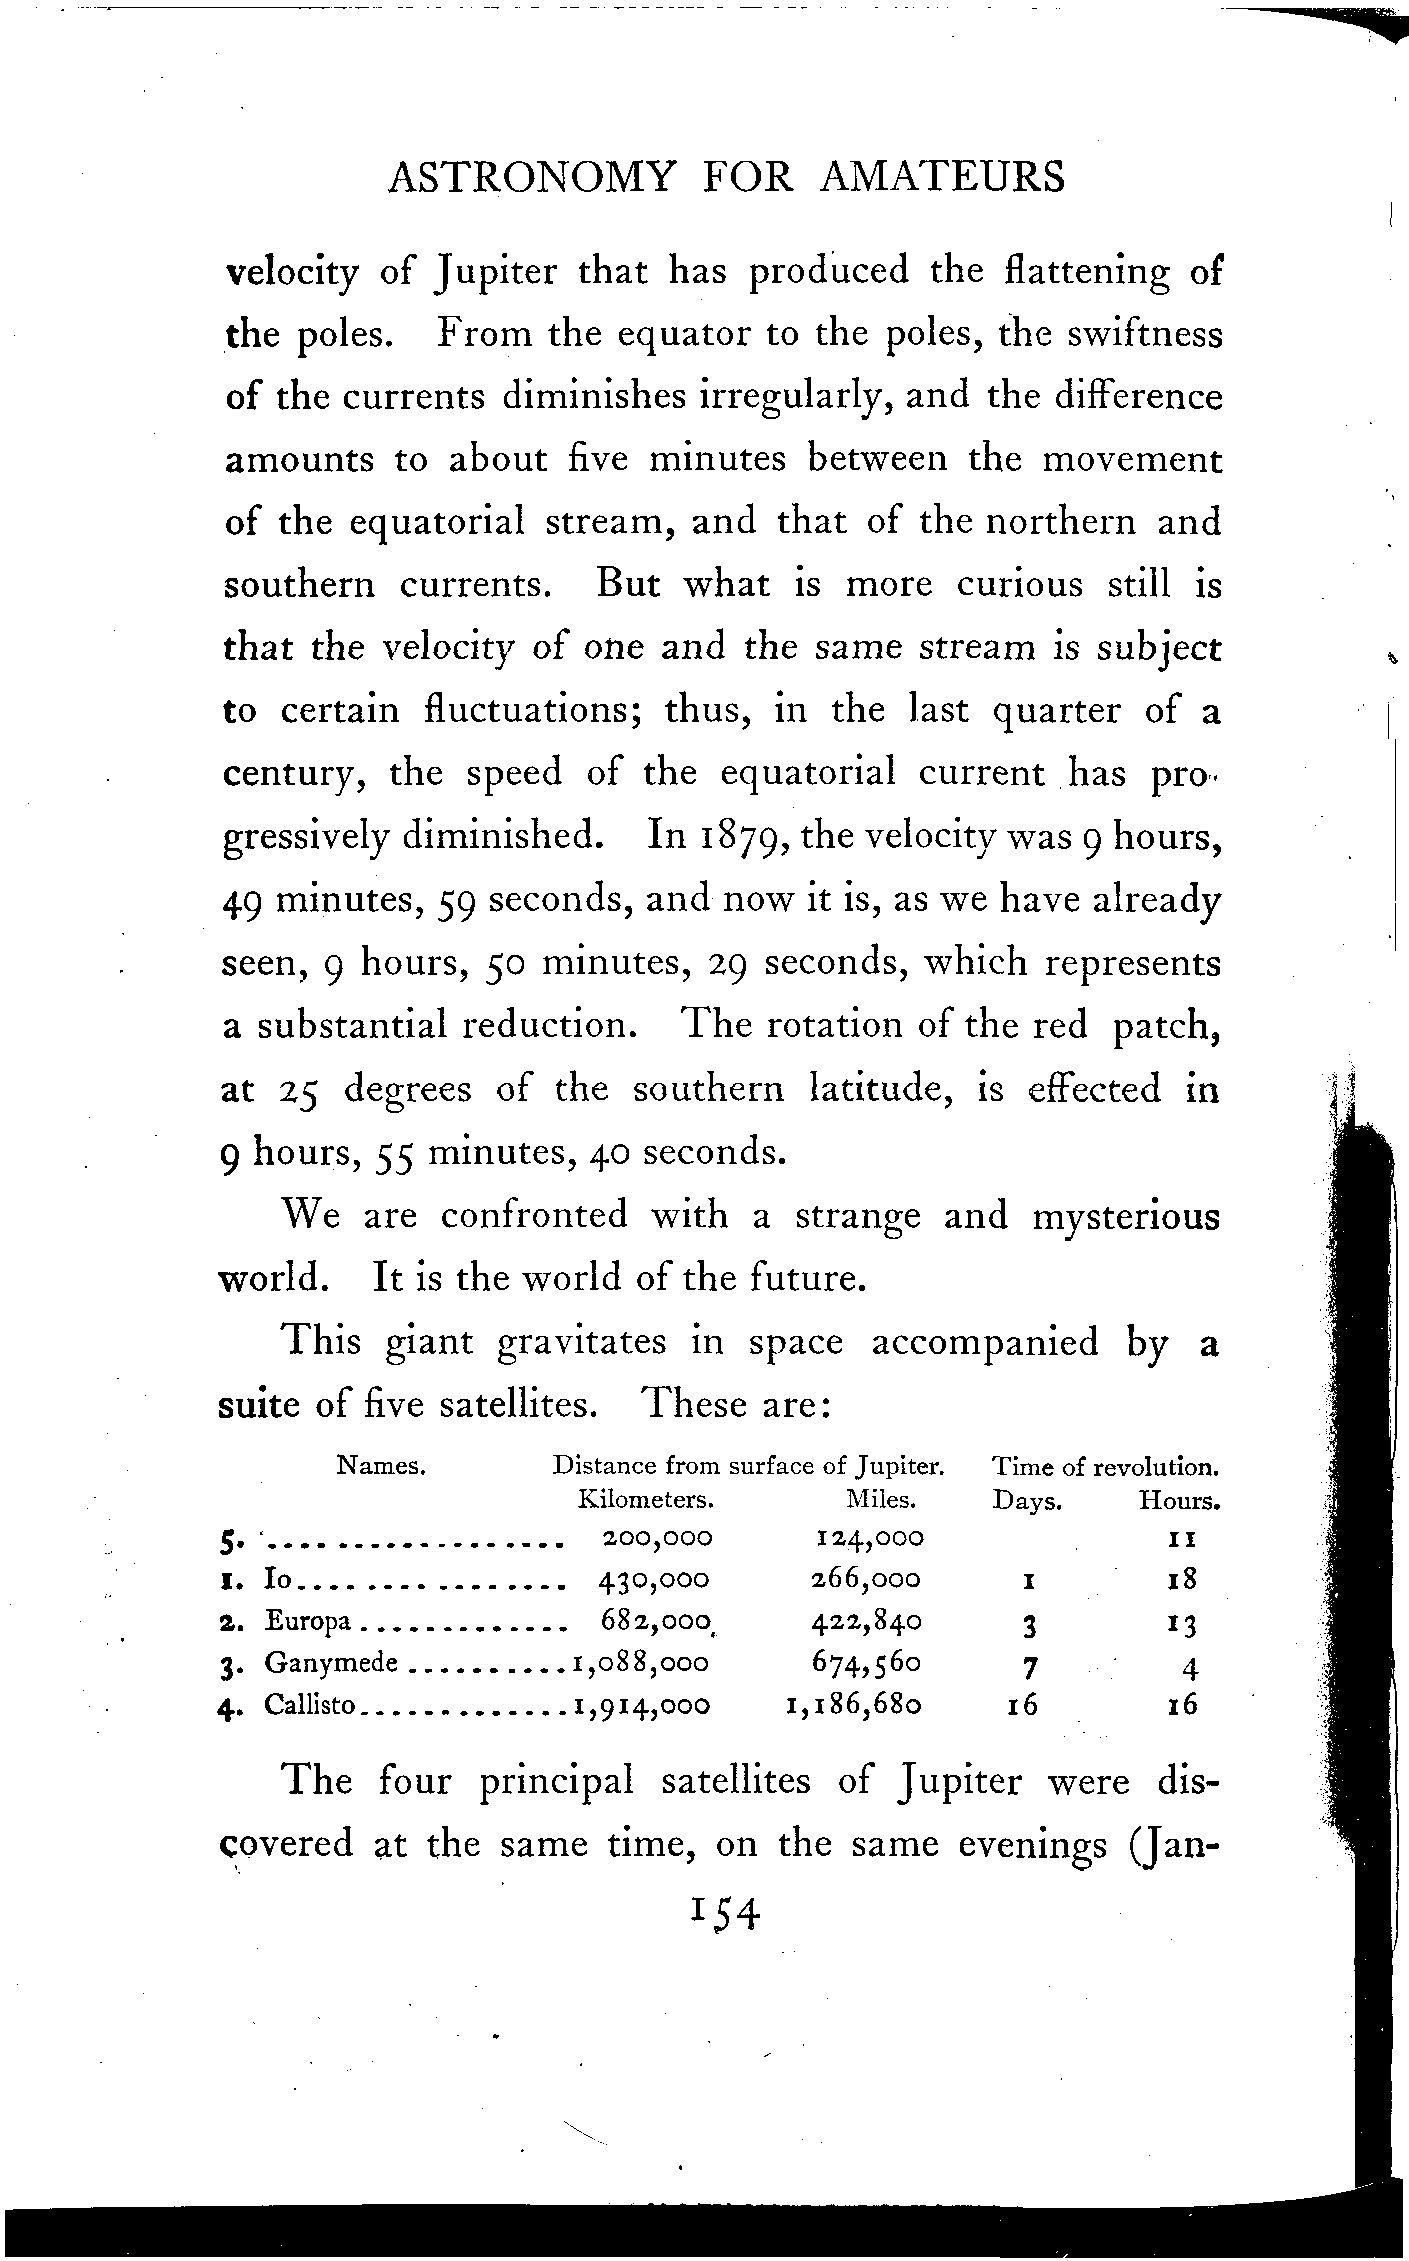 ASTRONOMY FOR AMATEURS
velocity of Jupiter that has produced the flattening of
the poles. From the equator to the poles, the swiftness
of the currents diminishes irregularly, and the difference
amounts to about five minutes between the movement
of the equatorial stream, and that of the northern and
southern currents. But what is more curious still is
that the velocity of one and the same stream is subject
to certain fluctuations; thus, in the last quarter of a
century, the speed of the equatorial current has pro-
gressively diminished. In 1879, the velocity was 9 hours,
49 minutes, 59 seconds, and now it is, as we have already
seen, 9 hours, 50 minutes, 29 seconds, which represents
a substantial reduction. The rotation of the red patch,
at 25 degrees of the southern latitude, is effected in
9 hours, 55 minutes, 40 seconds.
We are confronted with a strange and mysterious
world. It is the world of the future.
This giant gravitates in space accompanied by a
suite of five satellites. These are:
Names. Distance from surface of Jupiter. Time of revolution.
Kilometers. Miles. Days. Hours.
5. .................. 200,000 124,000 11
1. Io................ 430,000 266,000 1 18
2. Europa ............. 682,000 422,840 3 13
3. Ganymede ..........1,088,000 674,560 7 4
4. Callisto.............1,914,000 1,186,680 16 16
The four principal satellites of Jupiter were dis-
covered at the same time, on the same evenings (Jan-
154